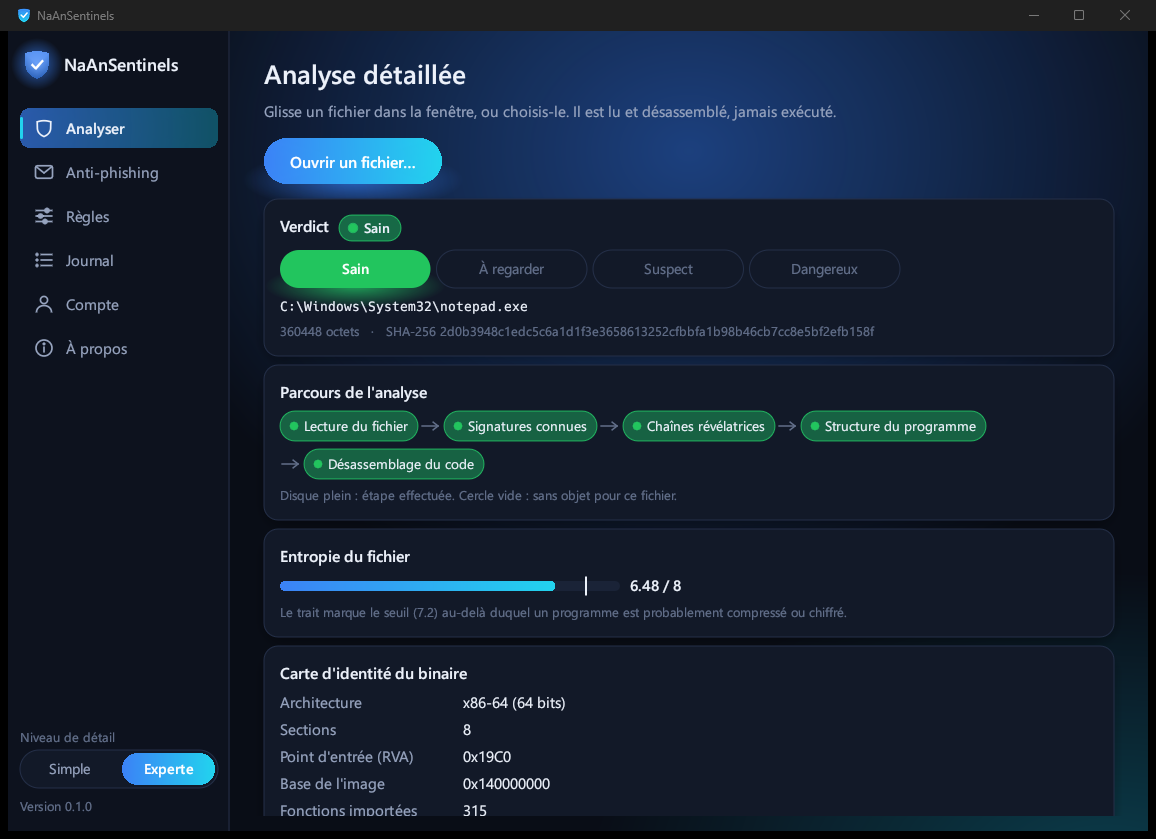 NaAnSentinels
NaAnSentinels
Analyser
Anti-phishing
Règles
Journal
Compte
À propos
Niveau de détail
Simple Experte
Version 0.1.0
Analyse détaillée
Glisse un fichier dans la fenêtre, ou choisis-le. Il est lu et désassemblé, jamais exécuté.
Ouvrir un fichier...
Verdict Sain
Sain À regarder Suspect Dangereux
C:\Windows\System32\notepad.exe
360448 octets · SHA-256 2d0b3948c1edc5c6a1d1f3e3658613252cfbbfa1b98b46cb7cc8e5bf2efb158f
Parcours de l'analyse
Lecture du fichier → Signatures connues → Chaînes révélatrices → Structure du programme
→ Désassemblage du code
Disque plein : étape effectuée. Cercle vide : sans objet pour ce fichier.
Entropie du fichier
6.48 / 8
Le trait marque le seuil (7.2) au-delà duquel un programme est probablement compressé ou chiffré.
Carte d'identité du binaire
Architecture x86-64 (64 bits)
Sections 8
Point d'entrée (RVA) 0x19C0
Base de l'image 0x140000000
Fonctions importées 315